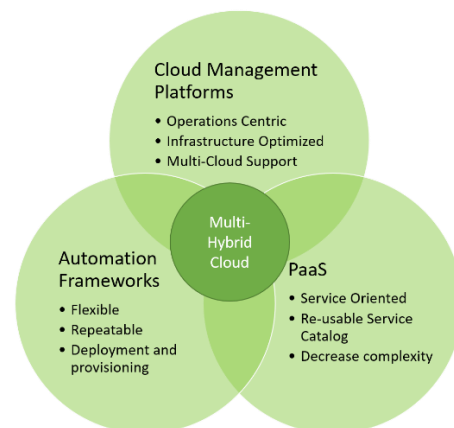 Cloud Management
Platforms
• Operations Centric
• Infrastructure Optimized
• Multi-Cloud Support
Multi-
Hybrid
Cloud
Automation
Frameworks
• Flexible
• Repeatable
• Deployment and
provisioning
PaaS
• Service Oriented
• Re-usable Service
Catalog
• Decrease complexity